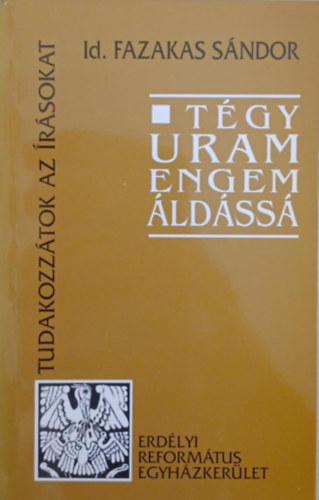 Id. FAZAKAS SÁNDOR
TÉGY
URAM
ENGEM
ÁLDÁSSÁ
TUDAKOZZÁTOK AZ ÍRÁSOKAT
ERDÉLYI
REFORMÁTUS
EGYHÁZKERÜLET